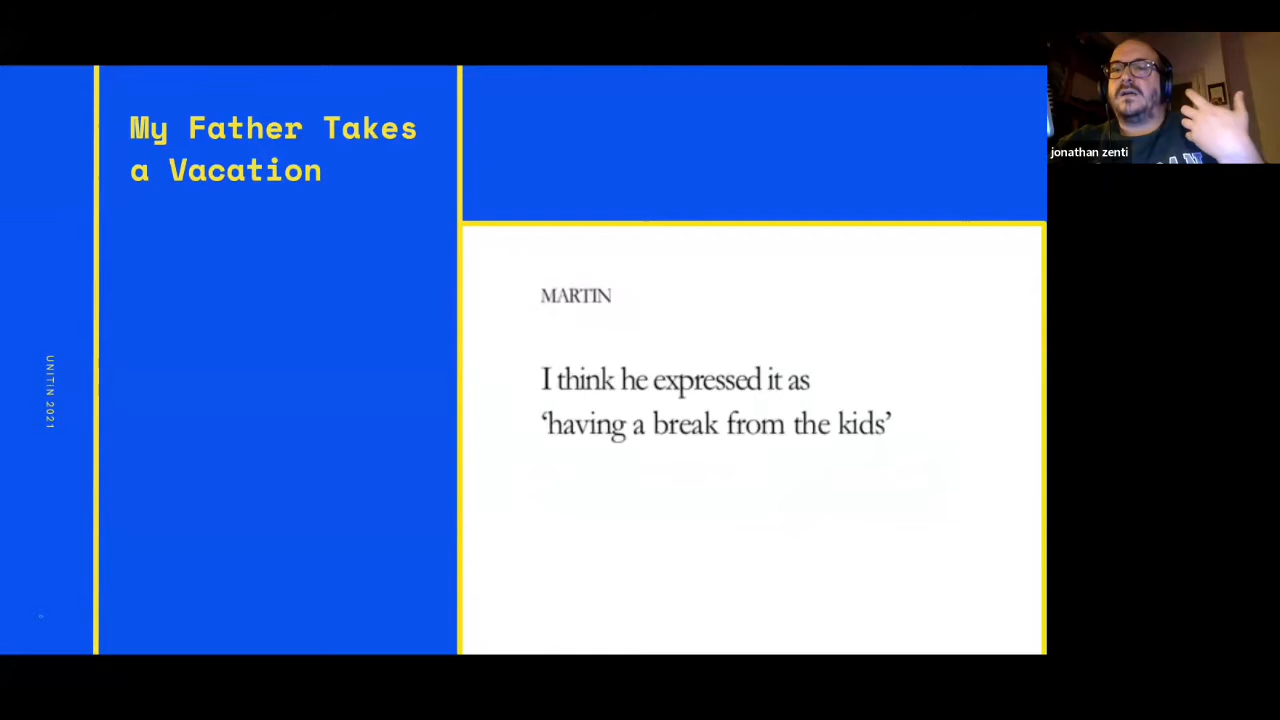 My Father Takes
a Vacation
MARTIN
I think he expressed it as
‘having a break from the kids’
UNITIN 2021
jonathan zenti